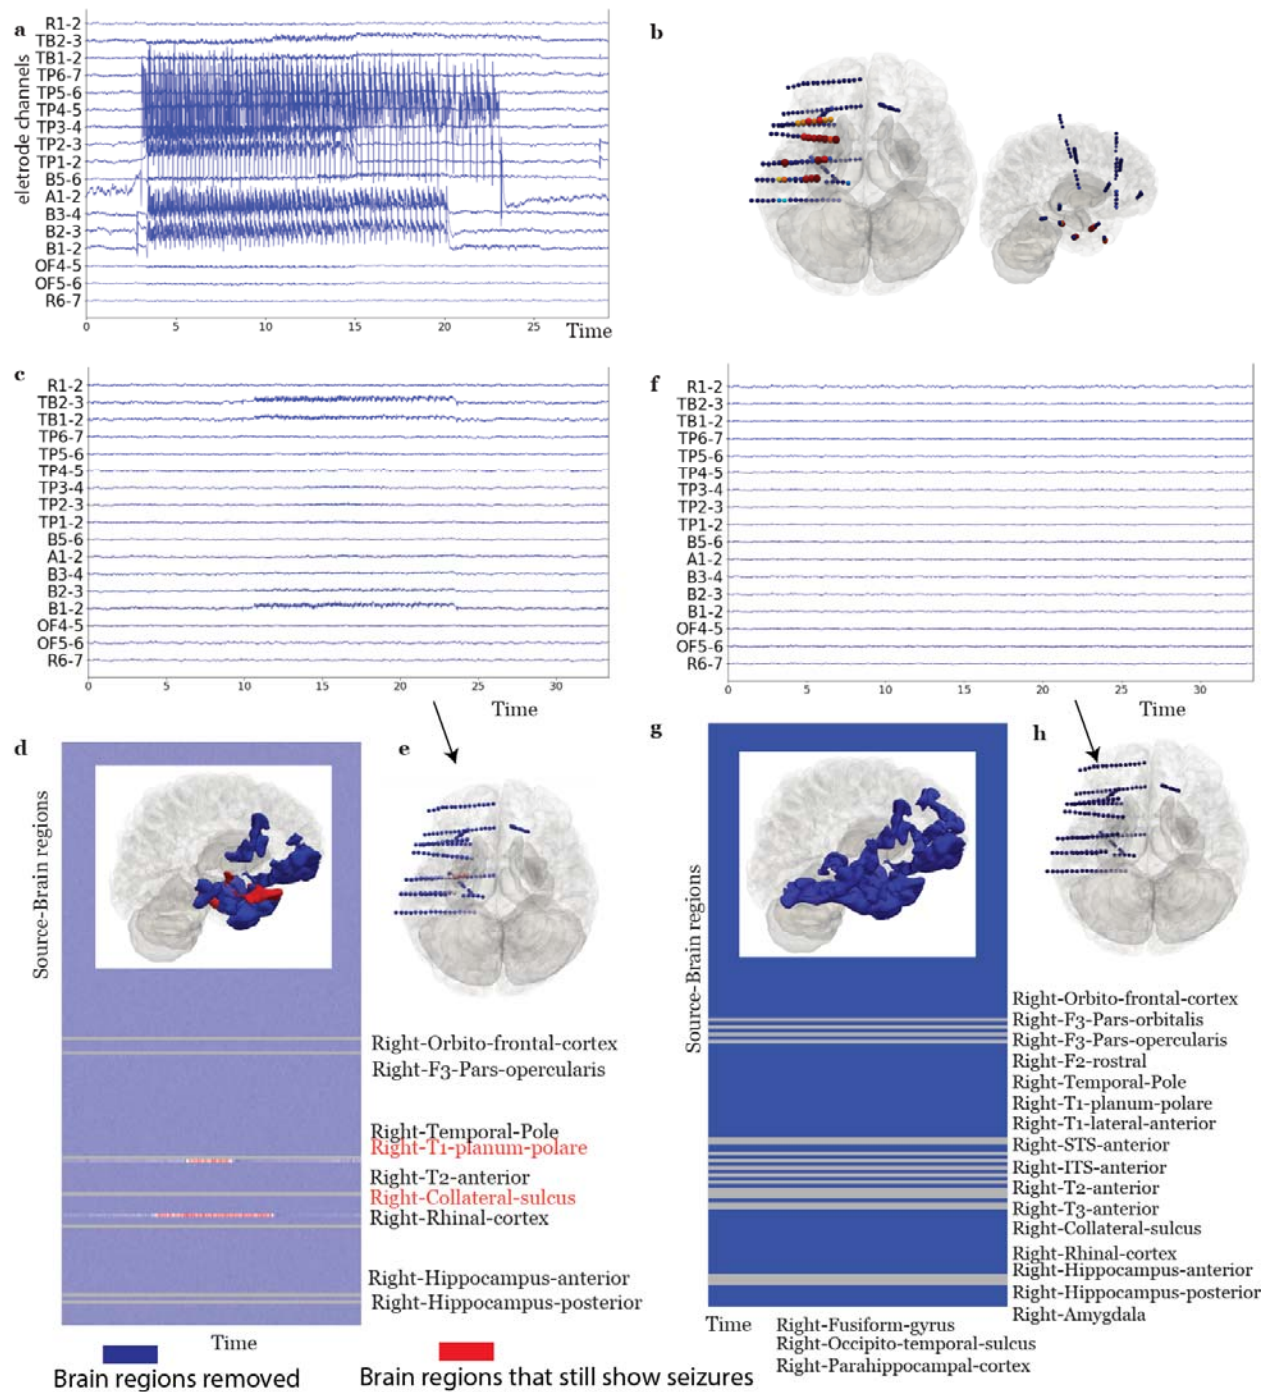 a
eletrode channels
R1-2
TB2-3
TB1-2
TP6-7
TP5-6
TP4-5
TP3-4
TP2-3
TP1-2
B5-6
A1-2
B3-4
B2-3
B1-2
OF4-5
OF5-6
R6-7
0 5 10 15 20 25 Time
b
c
R1-2
TB2-3
TB1-2
TP6-7
TP5-6
TP4-5
TP3-4
TP2-3
TP1-2
B5-6
A1-2
B3-4
B2-3
B1-2
OF4-5
OF5-6
R6-7
0 5 10 15 20 25 30
Time
f
R1-2
TB2-3
TB1-2
TP6-7
TP5-6
TP4-5
TP3-4
TP2-3
TP1-2
B5-6
A1-2
B3-4
B2-3
B1-2
OF4-5
OF5-6
R6-7
0 5 10 15 20 25 30
Time
d
Source-Brain regions
e
Right-Orbito-frontal-cortex
Right-F3-Pars-opercularis
Right-Temporal-Pole
Right-T1-planum-polare
Right-T2-anterior
Right-Collateral-sulcus
Right-Rhinal-cortex
Right-Hippocampus-anterior
Right-Hippocampus-posterior
Time
g
Source-Brain regions
h
Right-Orbito-frontal-cortex
Right-F3-Pars-orbitalis
Right-F3-Pars-opercularis
Right-F2-rostral
Right-Temporal-Pole
Right-T1-planum-polare
Right-T1-lateral-anterior
Right-STS-anterior
Right-ITS-anterior
Right-T2-anterior
Right-T3-anterior
Right-Collateral-sulcus
Right-Rhinal-cortex
Right-Hippocampus-anterior
Right-Hippocampus-posterior
Right-Amygdala
Time
Right-Fusiform-gyrus
Right-Occipito-temporal-sulcus
Right-Parahippocampal-cortex
Brain regions removed
Brain regions that still show seizures